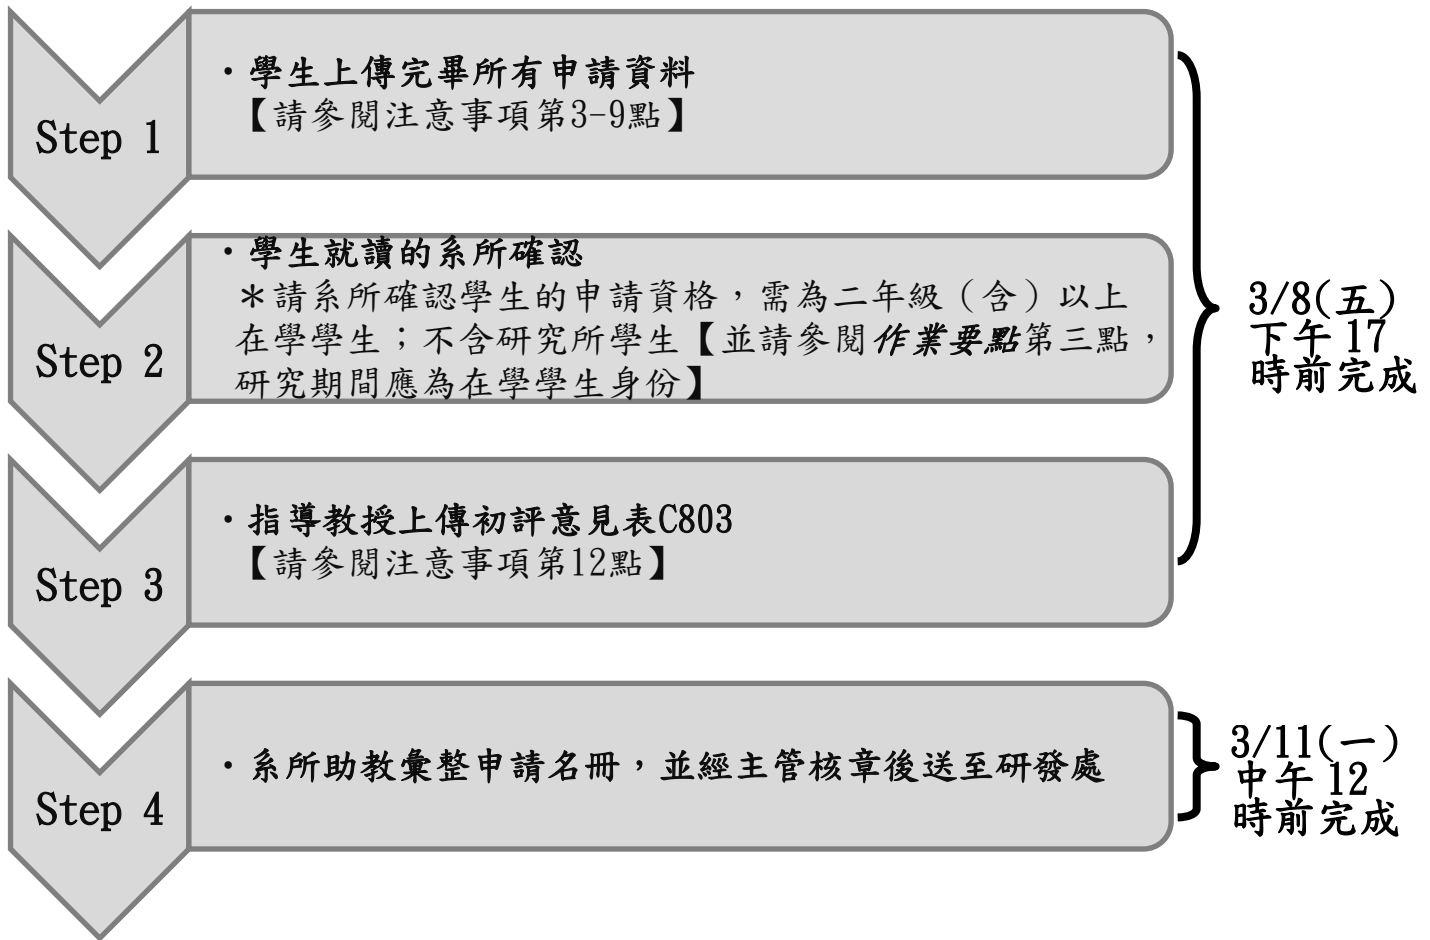 Step 1
・學生上傳完畢所有申請資料
【請參閱注意事項第3-9點】
Step 2
・學生就讀的系所確認
＊請系所確認學生的申請資格，需為二年級（含）以上
在學學生；不含研究所學生【並請參閱作業要點第三點，
研究期間應為在學學生身份】
Step 3
・指導教授上傳初評意見表C803
【請參閱注意事項第12點】
3/8(五)
下午 17
時前完成
Step 4
・系所助教彙整申請名冊，並經主管核章後送至研發處
3/11(一)
中午 12
時前完成